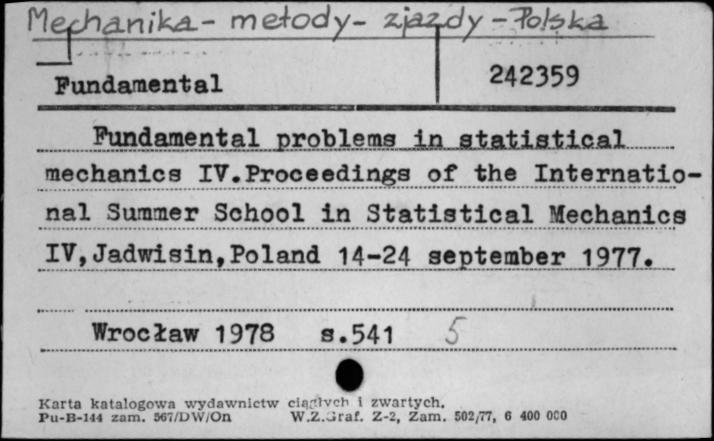 Mechanika - metody - zjazdy - Polska
Fundamental 242359
Fundamental problems in statistical
mechanics IV.Proceedings of the Internatio-
nal Summer School in Statistical Mechanics
IV,Jadwisin,Poland 14-24 september 1977.
Wrocław 1978 s.541 5
Karta katalogowa wydawnictw ciągłych i zwartych.
Pu-B-144 zam. 567/DW/On W.Z.Graf. Z-2, Zam. 502/77, 6 400 000